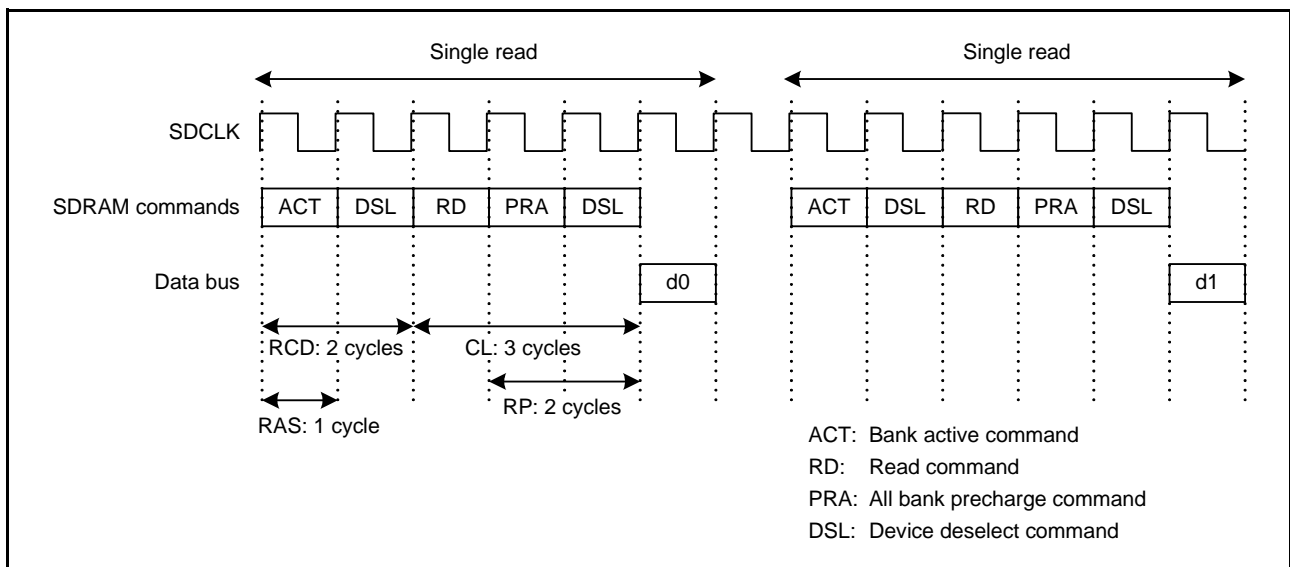 Single read Single read
SDCLK
SDRAM commands ACT DSL RD PRA DSL ACT DSL RD PRA DSL
Data bus d0 d1
RCD: 2 cycles CL: 3 cycles
RP: 2 cycles
RAS: 1 cycle
ACT: Bank active command
RD: Read command
PRA: All bank precharge command
DSL: Device deselect command